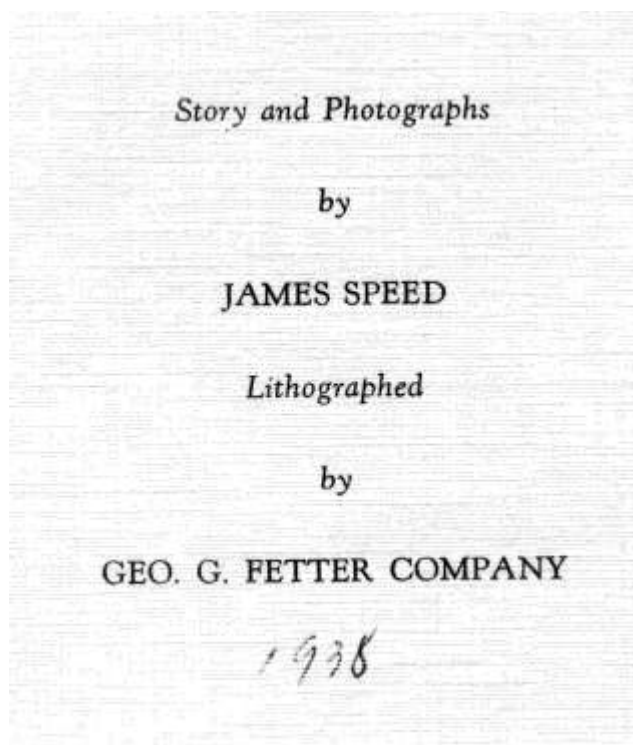 Story and Photographs
by
JAMES SPEED
Lithographed
by
GEO. G. FETTER COMPANY
1938